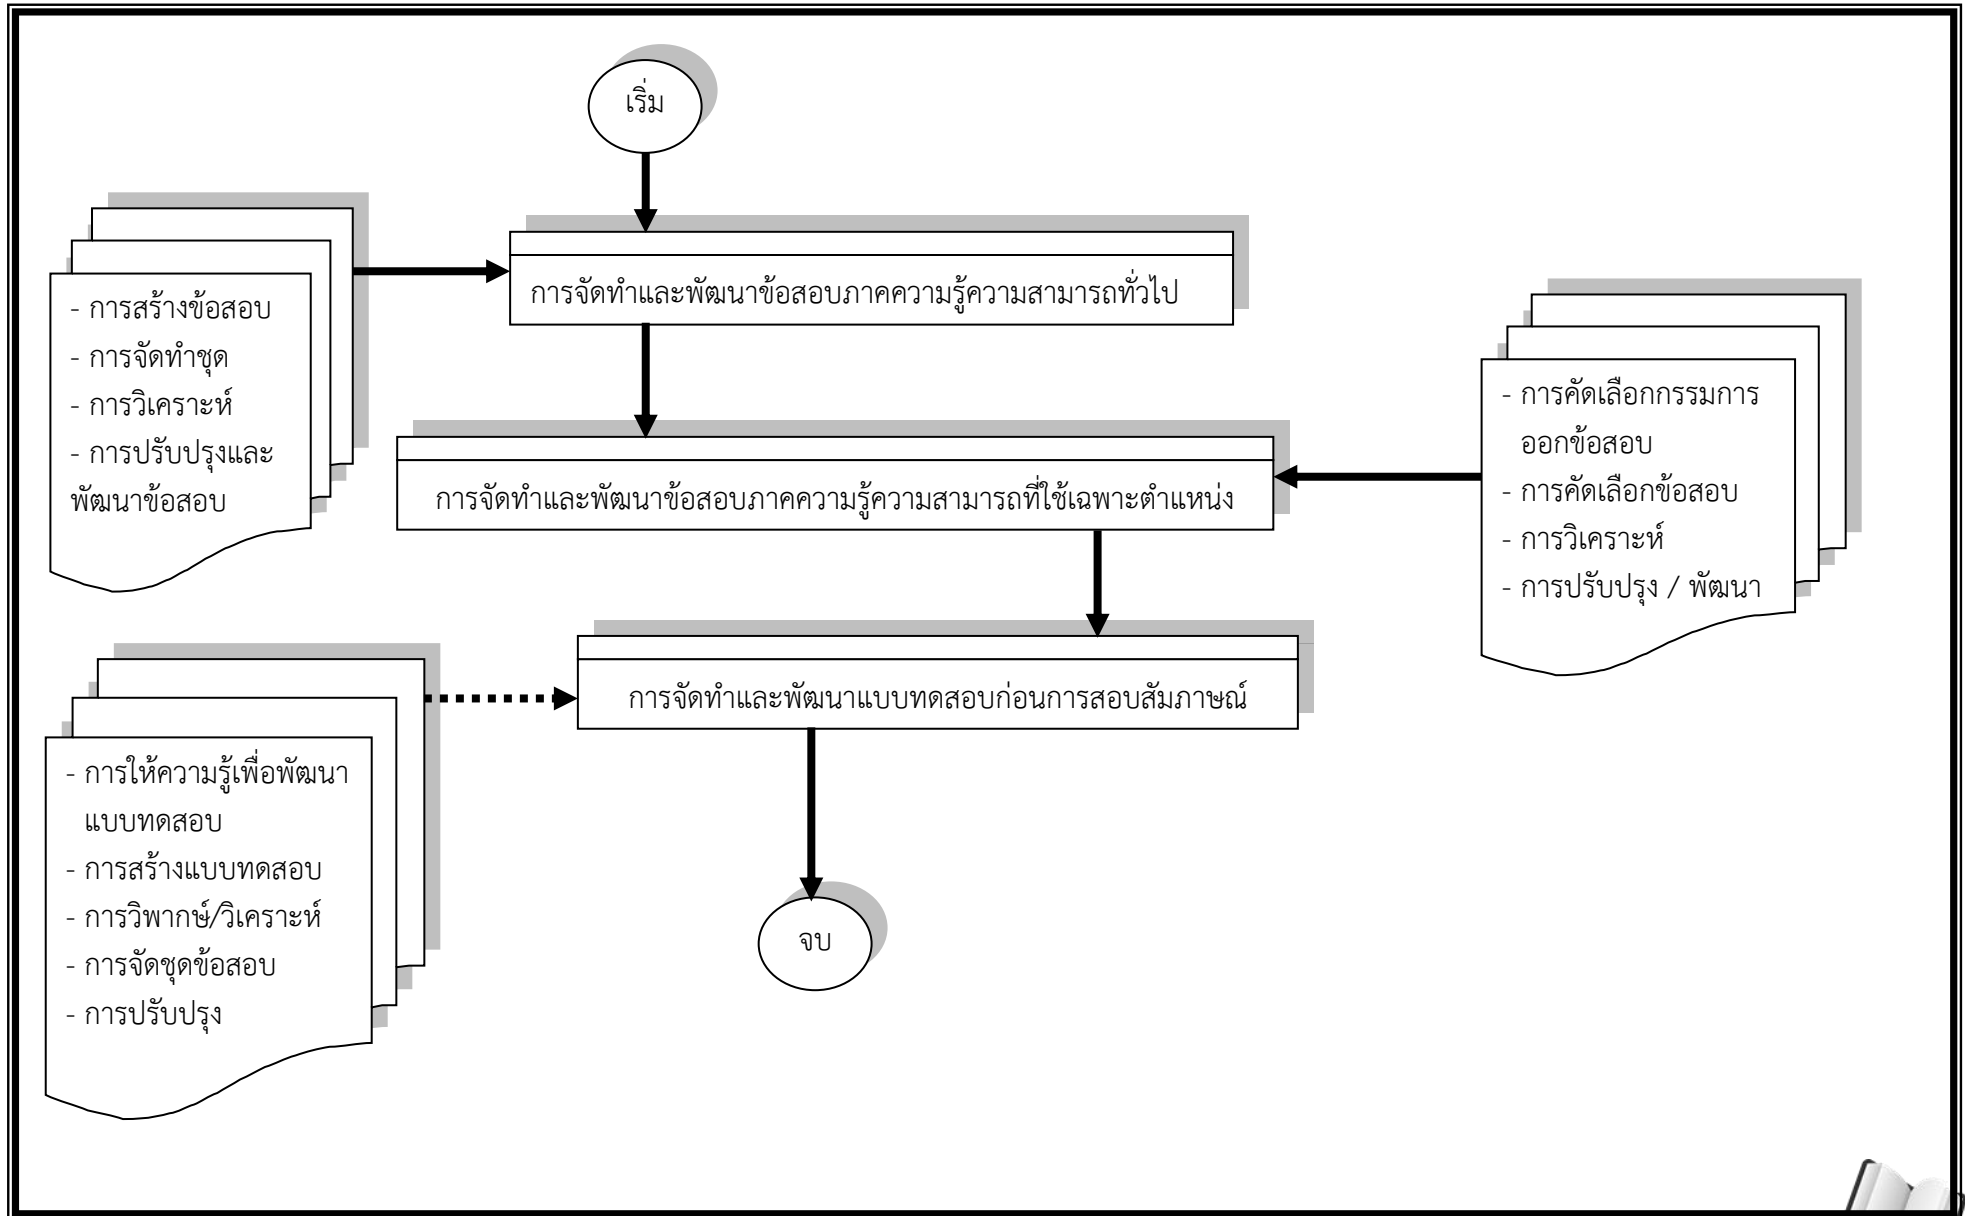 เริ่ม
การจัดทำและพัฒนาข้อสอบภาคความรู้ความสามารถทั่วไป
- การสร้างข้อสอบ
- การจัดทำชุด
- การวิเคราะห์
- การปรับปรุงและ
พัฒนาข้อสอบ
การจัดทำและพัฒนาข้อสอบภาคความรู้ความสามารถที่ใช้เฉพาะตำแหน่ง
- การคัดเลือกกรรมการ
ออกข้อสอบ
- การคัดเลือกข้อสอบ
- การวิเคราะห์
- การปรับปรุง / พัฒนา
การจัดทำและพัฒนาแบบทดสอบก่อนการสอบสัมภาษณ์
- การให้ความรู้เพื่อพัฒนา
แบบทดสอบ
- การสร้างแบบทดสอบ
- การวิพากษ์/วิเคราะห์
- การจัดชุดข้อสอบ
- การปรับปรุง
จบ